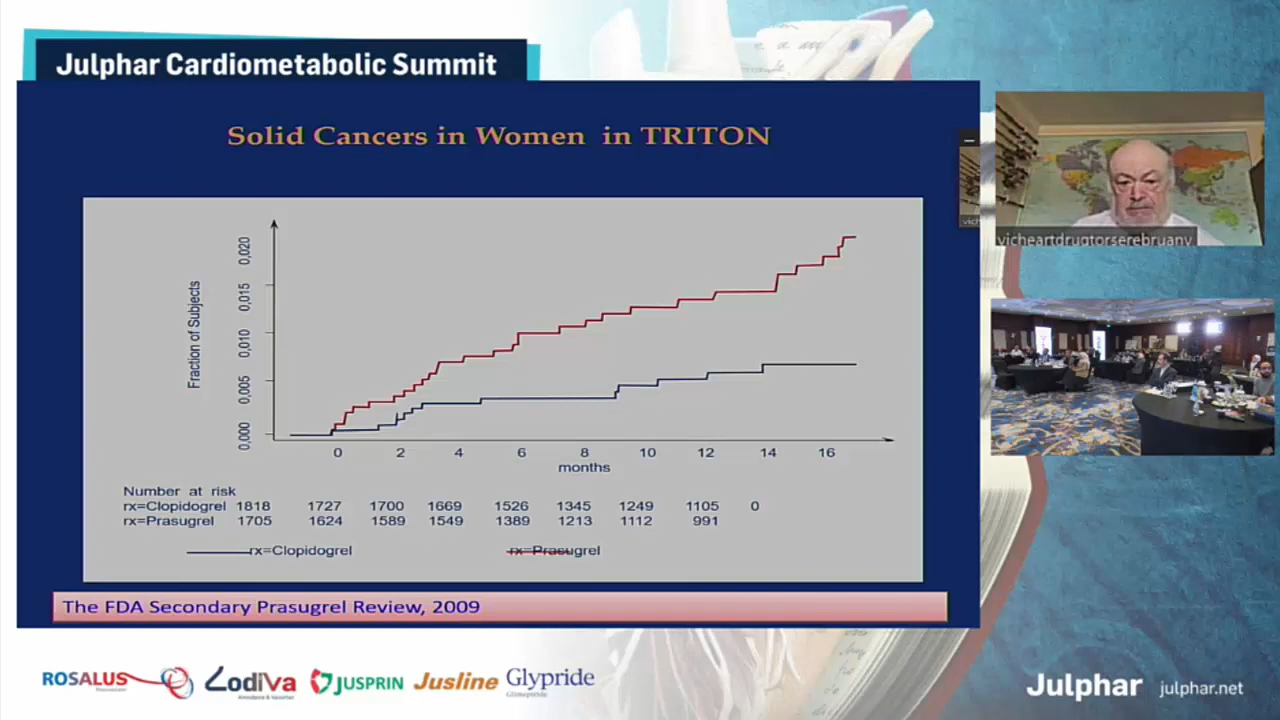 Julphar Cardiometabolic Summit
Solid Cancers in Women in TRITON
Fraction of Subjects
0,020
0,015
0,010
0,005
0,000
0 2 4 6 8 10 12 14 16
months
Number at risk
rx=Clopidogrel 1818 1727 1700 1669 1526 1345 1249 1105 0
rx=Prasugrel 1705 1624 1589 1549 1389 1213 1112 991
rx=Clopidogrel rx=Prasugrel
The FDA Secondary Prasugrel Review, 2009
vicheartdrugtorserebruany
ROSALUS
Lodiva
Amlodipine & Valsartan
JUSPRIN
Jusline
Glypride
Glimepiride
Julphar
julphar.net